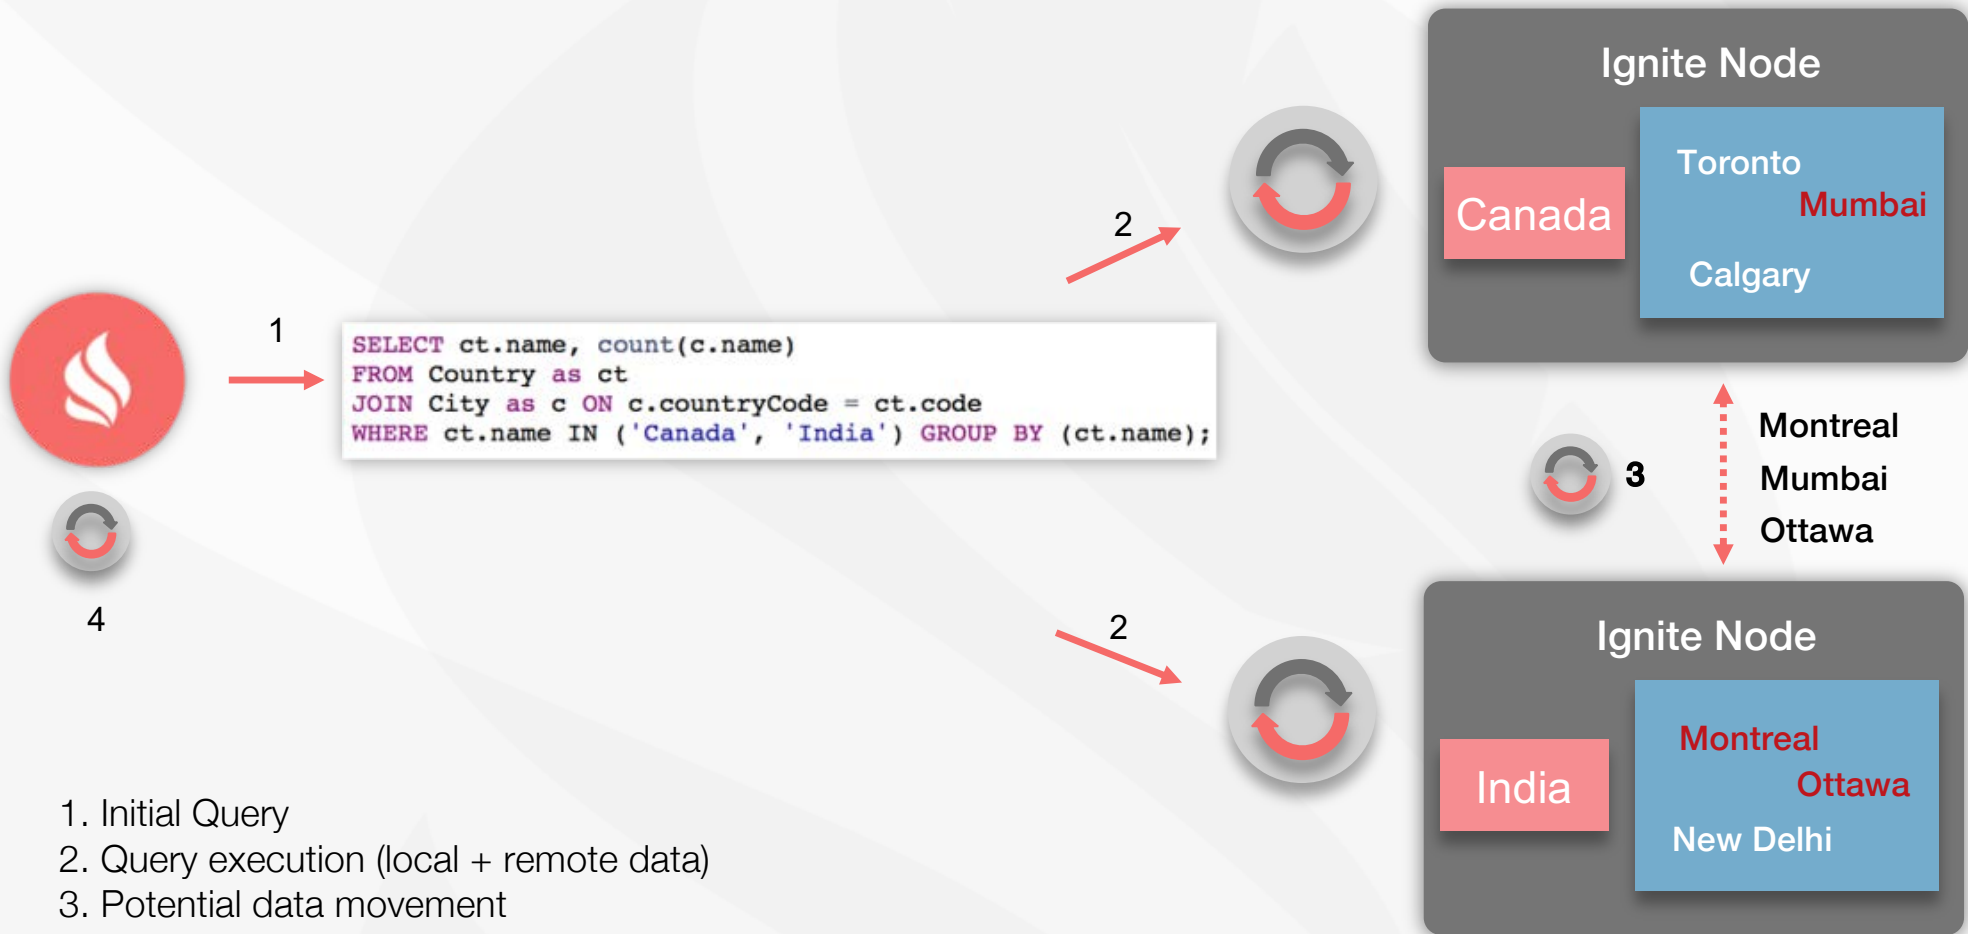 Ignite Node
Toronto
Mumbai
Canada
Calgary
2
1
SELECT ct.name, count(c.name)
FROM Country as ct
JOIN City as c ON c.countryCode = ct.code
WHERE ct.name IN ('Canada', 'India') GROUP BY (ct.name);
Montreal
3
Mumbai
Ottawa
4
2
Ignite Node
Montreal
Ottawa
India
New Delhi
1. Initial Query
2. Query execution (local + remote data)
3. Potential data movement